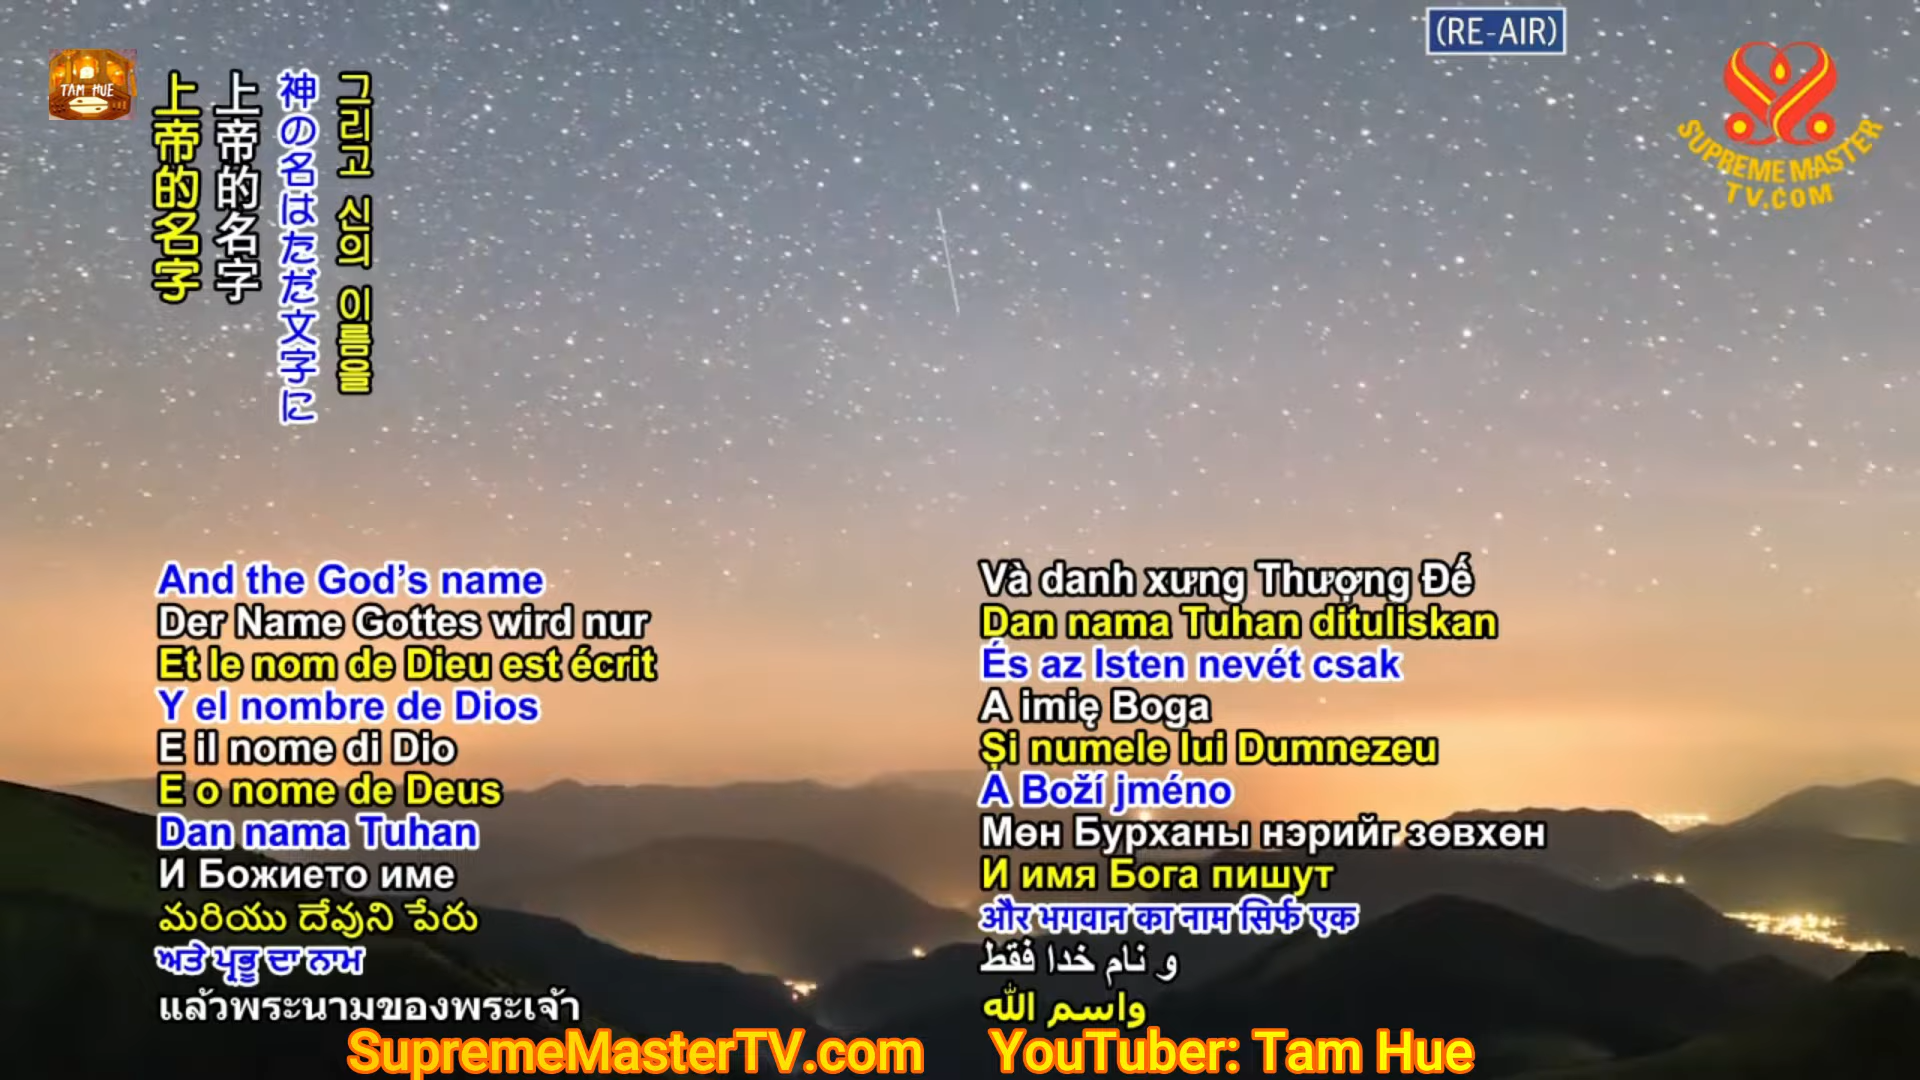 (RE-AIR)
TAM HUE
SUPREME MASTER
TV.COM
上帝的名字
上帝的名字
神の名はただ文字に
그리고 신의 이름을
And the God's name
Der Name Gottes wird nur
Et le nom de Dieu est écrit
Y el nombre de Dios
E il nome di Dio
E o nome de Deus
Dan nama Tuhan
И Божието име
మరియు దేవుని పేరు
ਅਤੇ ਪ੍ਰਭੂ ਦਾ ਨਾਮ
แล้วพระนามของพระเจ้า
Và danh xưng Thượng Đế
Dan nama Tuhan dituliskan
És az Isten nevét csak
A imię Boga
Și numele lui Dumnezeu
A Boží jméno
Мөн Бурханы нэрийг зөвхөн
И имя Бога пишут
और भगवान का नाम सिर्फ एक
و نام خدا فقط
واسم الله
SupremeMasterTV.com
YouTuber: Tam Hue